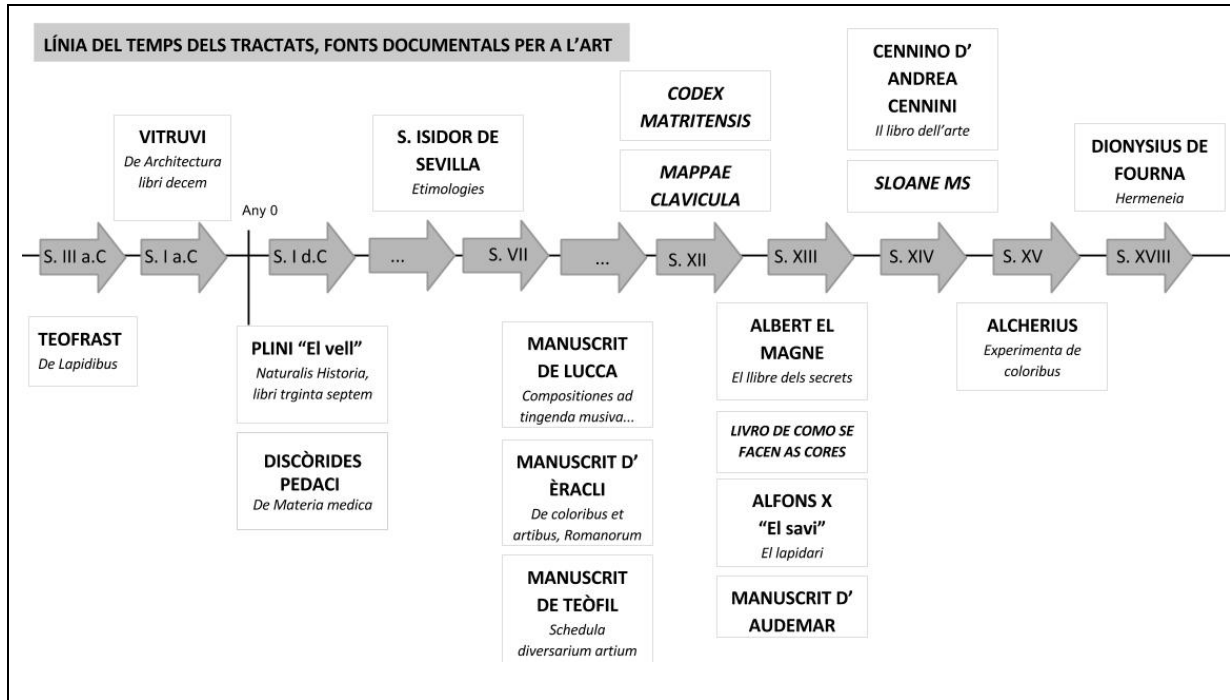 LÍNIA DEL TEMPS DELS TRACTATS, FONTS DOCUMENTALS PER A L’ART
VITRUVI
De Architectura
libri decem
S. ISIDOR DE
SEVILLA
Etimologies
CODEX
MATRITENSIS
MAPPAE
CLAVICULA
CENNINO D’
ANDREA
CENNINI
Il libro dell’arte
SLOANE MS
DIONYSIUS DE
FOURNA
Hermeneia
Any 0
S. III a.C
S. I a.C
S. I d.C
...
S. VII
...
S. XII
S. XIII
S. XIV
S. XV
S. XVIII
TEOFRAST
De Lapidibus
PLINI “El vell”
Naturalis Historia,
libri trginta septem
DISCÒRIDES
PEDACI
De Materia medica
MANUSCRIT
DE LUCCA
Compositiones ad
tingenda musiva...
MANUSCRIT D’
ÈRACLI
De coloribus et
artibus, Romanorum
MANUSCRIT
DE TEÒFIL
Schedula
diversarium artium
ALBERT EL
MAGNE
El llibre dels secrets
LIVRO DE COMO SE
FACEN AS CORES
ALFONS X
“El savi”
El lapidari
MANUSCRIT D’
AUDEMAR
ALCHERIUS
Experimenta de
coloribus